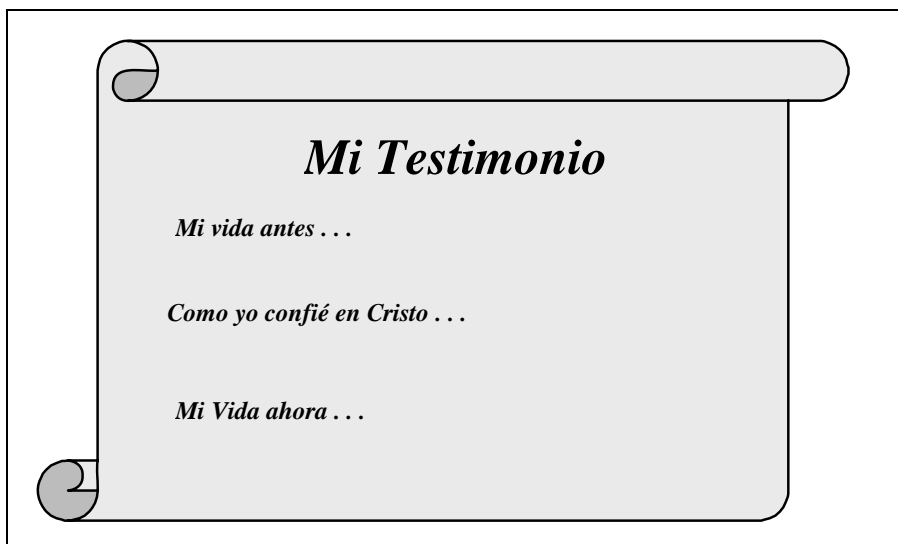 Mi Testimonio
Mi vida antes . . .
Como yo confié en Cristo . . .
Mi Vida ahora . . .